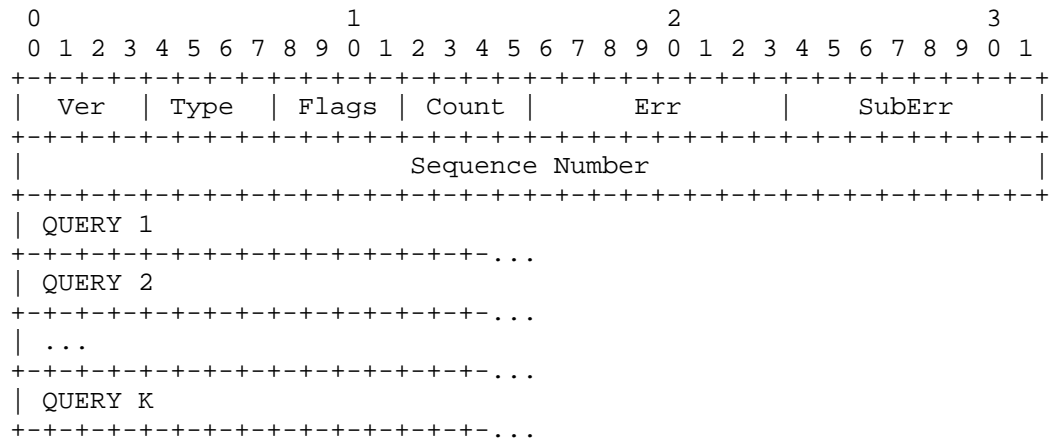 0                   1                   2                   3
 0 1 2 3 4 5 6 7 8 9 0 1 2 3 4 5 6 7 8 9 0 1 2 3 4 5 6 7 8 9 0 1
+-+-+-+-+-+-+-+-+-+-+-+-+-+-+-+-+-+-+-+-+-+-+-+-+-+-+-+-+-+-+-+-+
|  Ver  | Type  | Flags | Count |      Err      |    SubErr     |
+-+-+-+-+-+-+-+-+-+-+-+-+-+-+-+-+-+-+-+-+-+-+-+-+-+-+-+-+-+-+-+-+
|                        Sequence Number                        |
+-+-+-+-+-+-+-+-+-+-+-+-+-+-+-+-+-+-+-+-+-+-+-+-+-+-+-+-+-+-+-+-+
| QUERY 1
+-+-+-+-+-+-+-+-+-+-+-+-+-+-+-...
| QUERY 2
+-+-+-+-+-+-+-+-+-+-+-+-+-+-+-...
| ...
+-+-+-+-+-+-+-+-+-+-+-+-+-+-+-...
| QUERY K
+-+-+-+-+-+-+-+-+-+-+-+-+-+-+-...